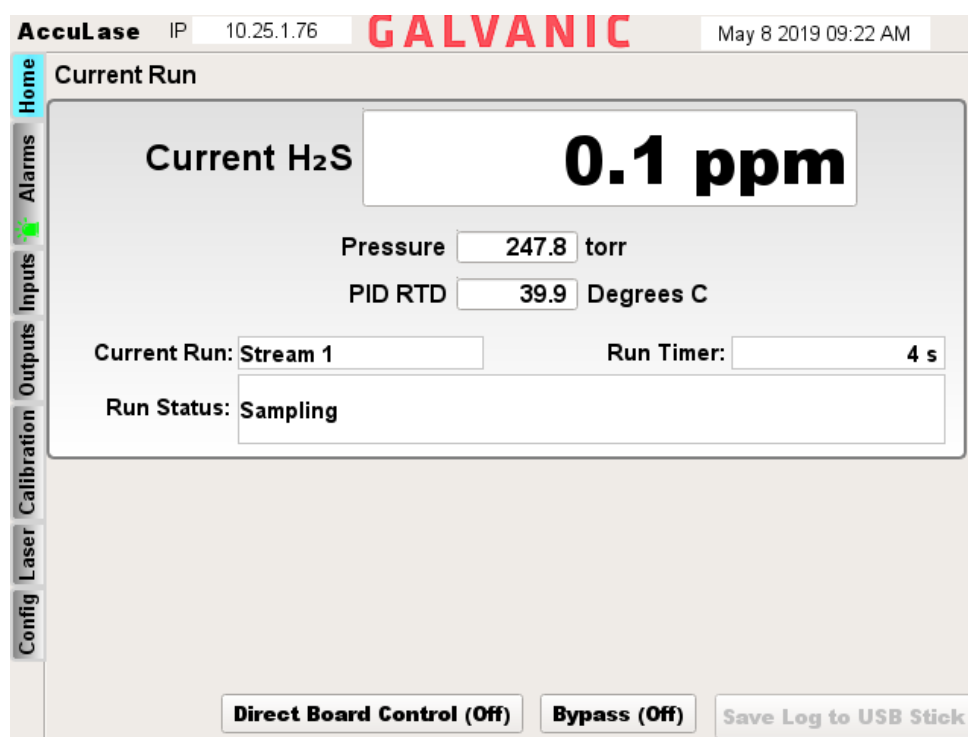 AccuLase IP 10.25.1.76 GALVANIC May 8 2019 09:22 AM
Home
Alarms
Inputs
Outputs
Calibration
Laser
Config
Current Run
Current H₂S 0.1 ppm
Pressure 247.8 torr
PID RTD 39.9 Degrees C
Current Run: Stream 1 Run Timer: 4 s
Run Status: Sampling
Direct Board Control (Off) Bypass (Off) Save Log to USB Stick